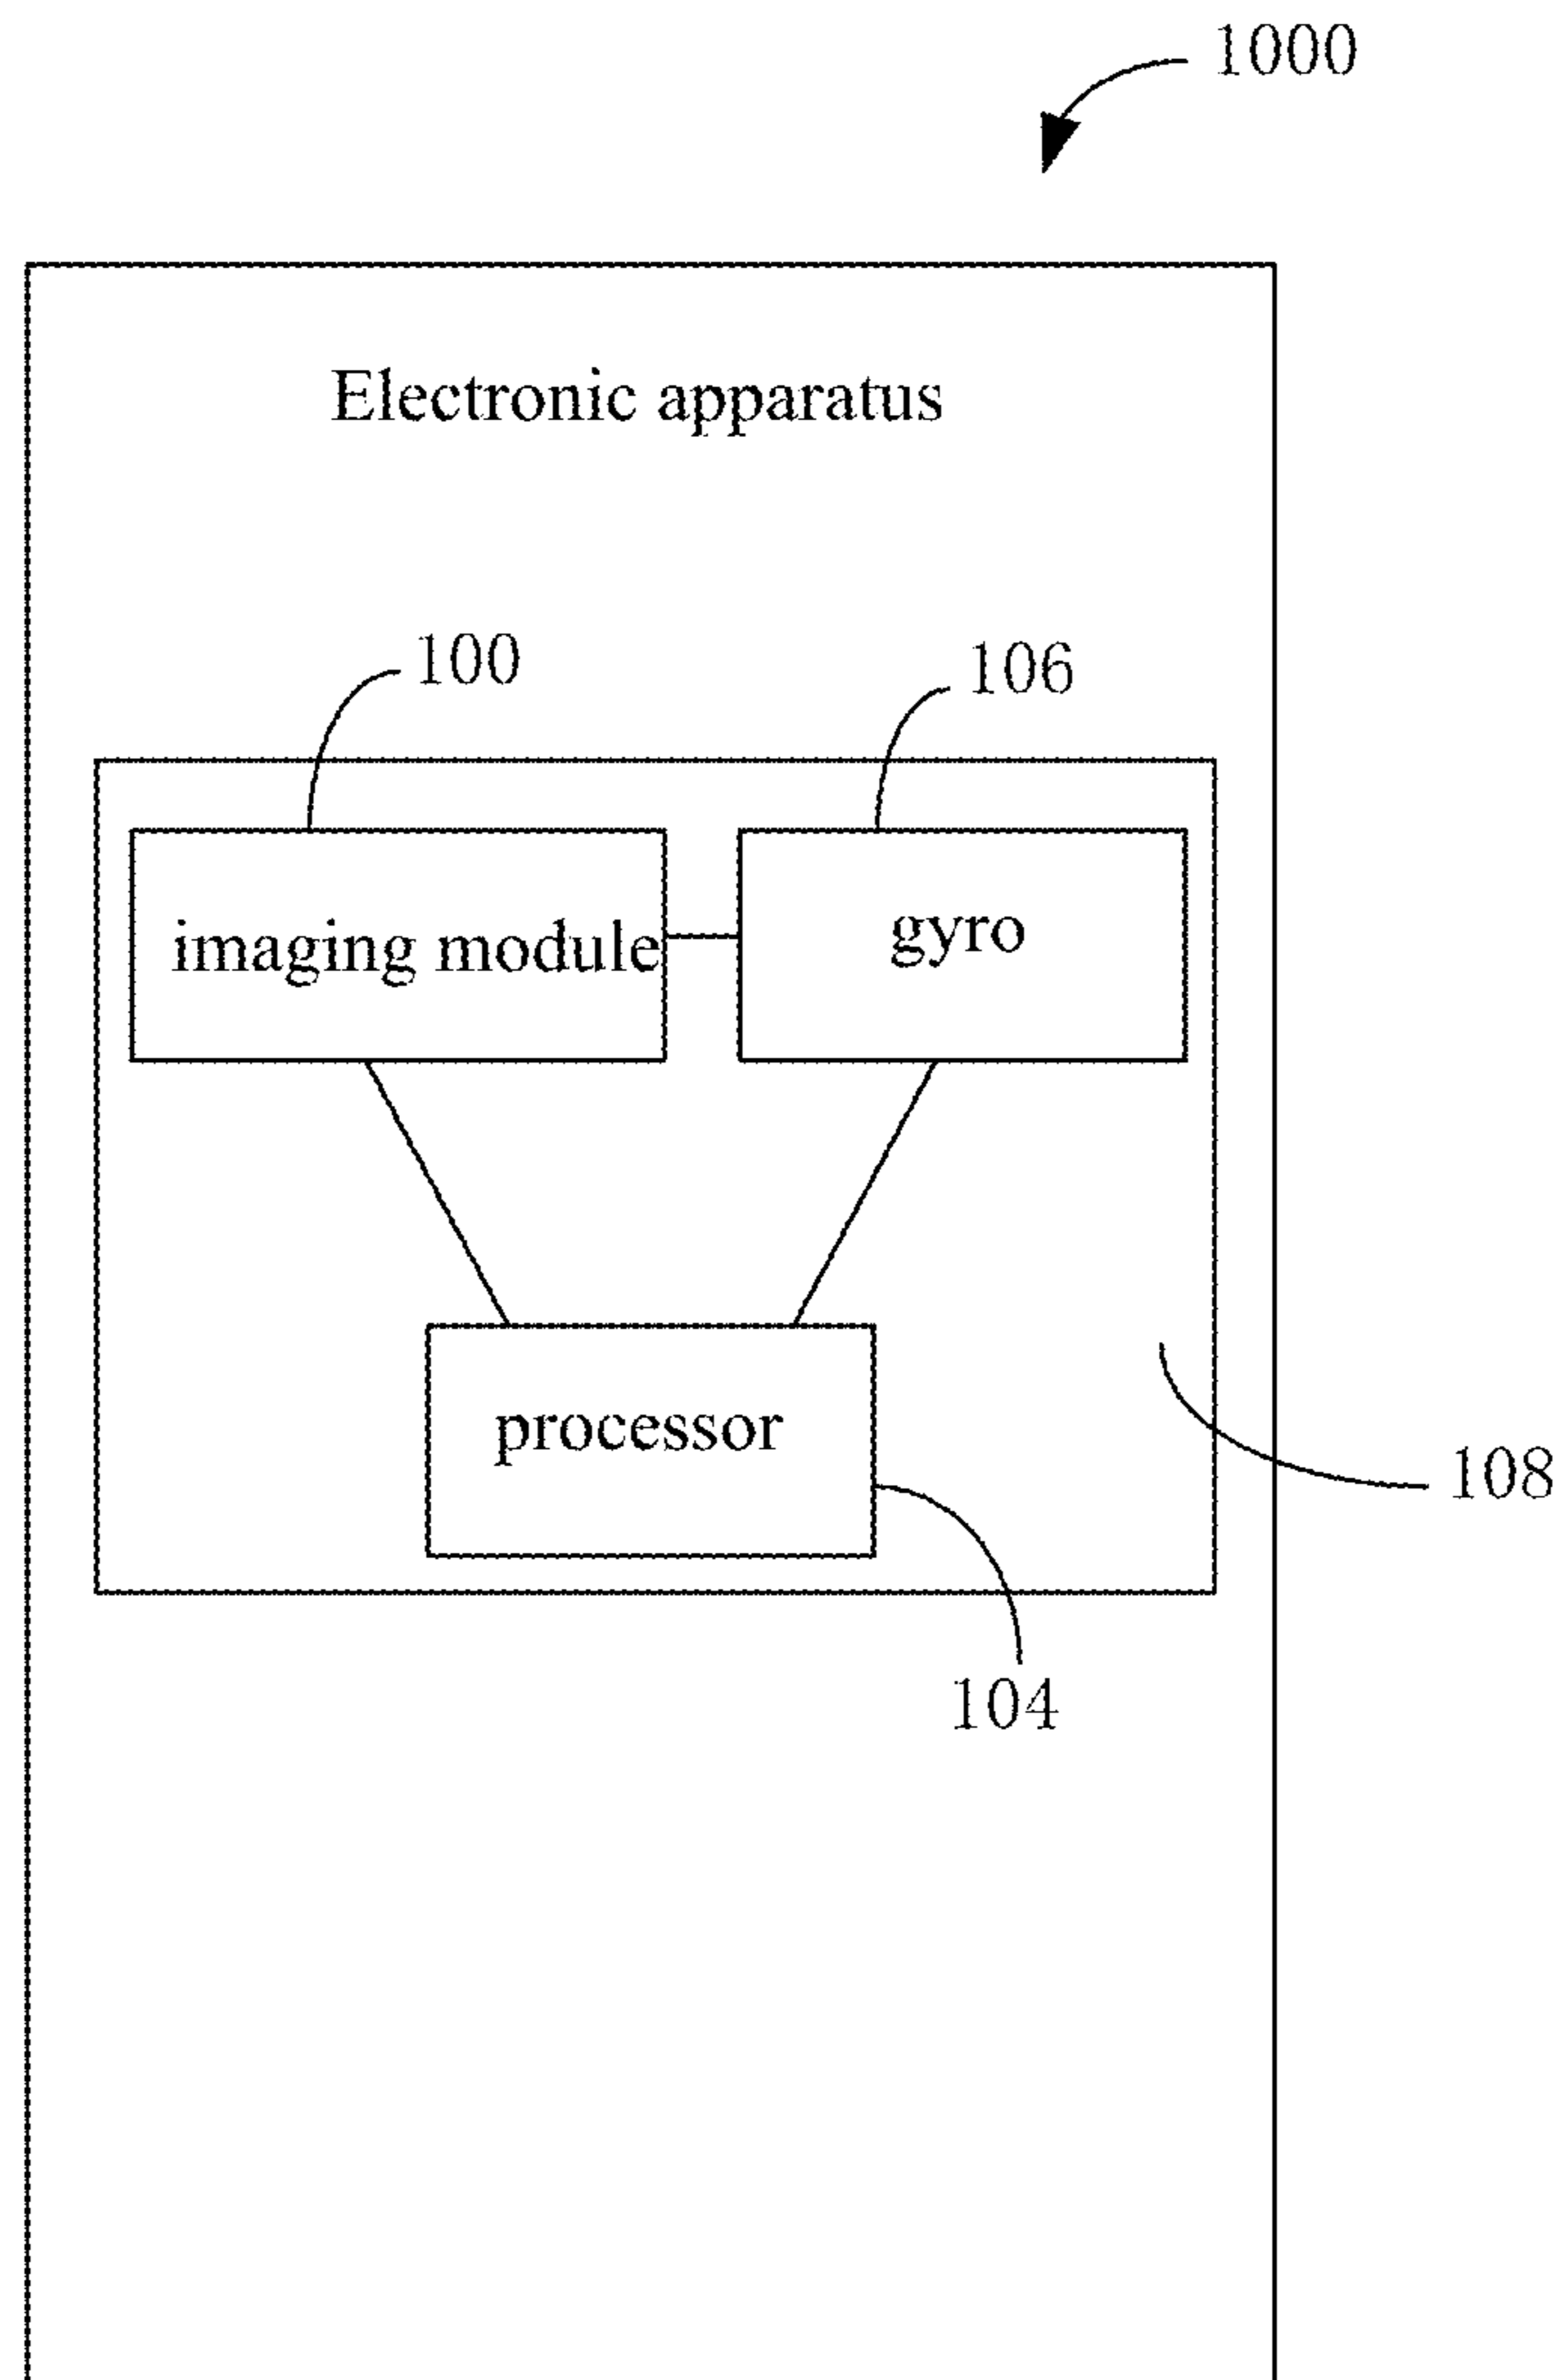 1000
Electronic apparatus
100
106
imaging module
gyro
processor
108
104